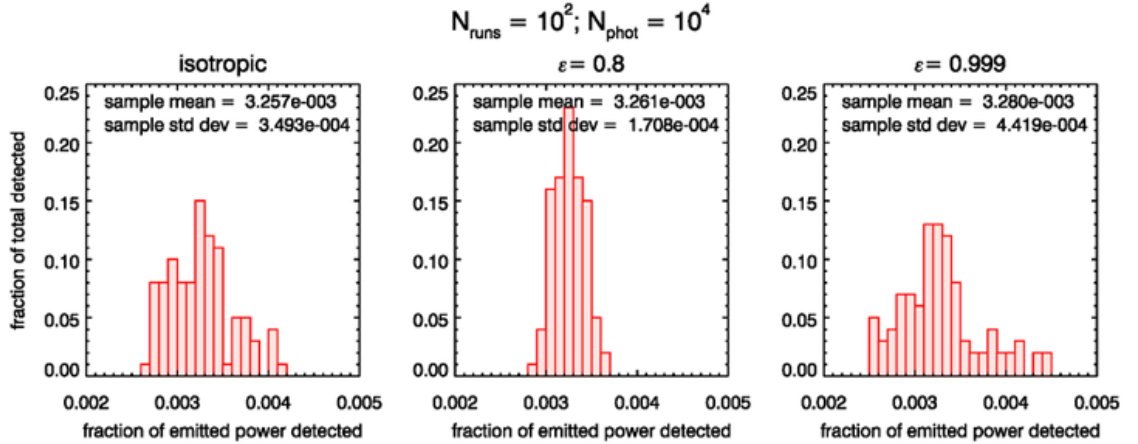 N_runs = 10^2; N_phot = 10^4
isotropic
sample mean = 3.257e-003
sample std dev = 3.493e-004
0.25
0.20
0.15
0.10
0.05
0.00
fraction of total detected
0.002 0.003 0.004 0.005
fraction of emitted power detected
ε= 0.8
sample mean = 3.261e-003
sample std dev = 1.708e-004
0.25
0.20
0.15
0.10
0.05
0.00
0.002 0.003 0.004 0.005
fraction of emitted power detected
ε= 0.999
sample mean = 3.280e-003
sample std dev = 4.419e-004
0.25
0.20
0.15
0.10
0.05
0.00
0.002 0.003 0.004 0.005
fraction of emitted power detected